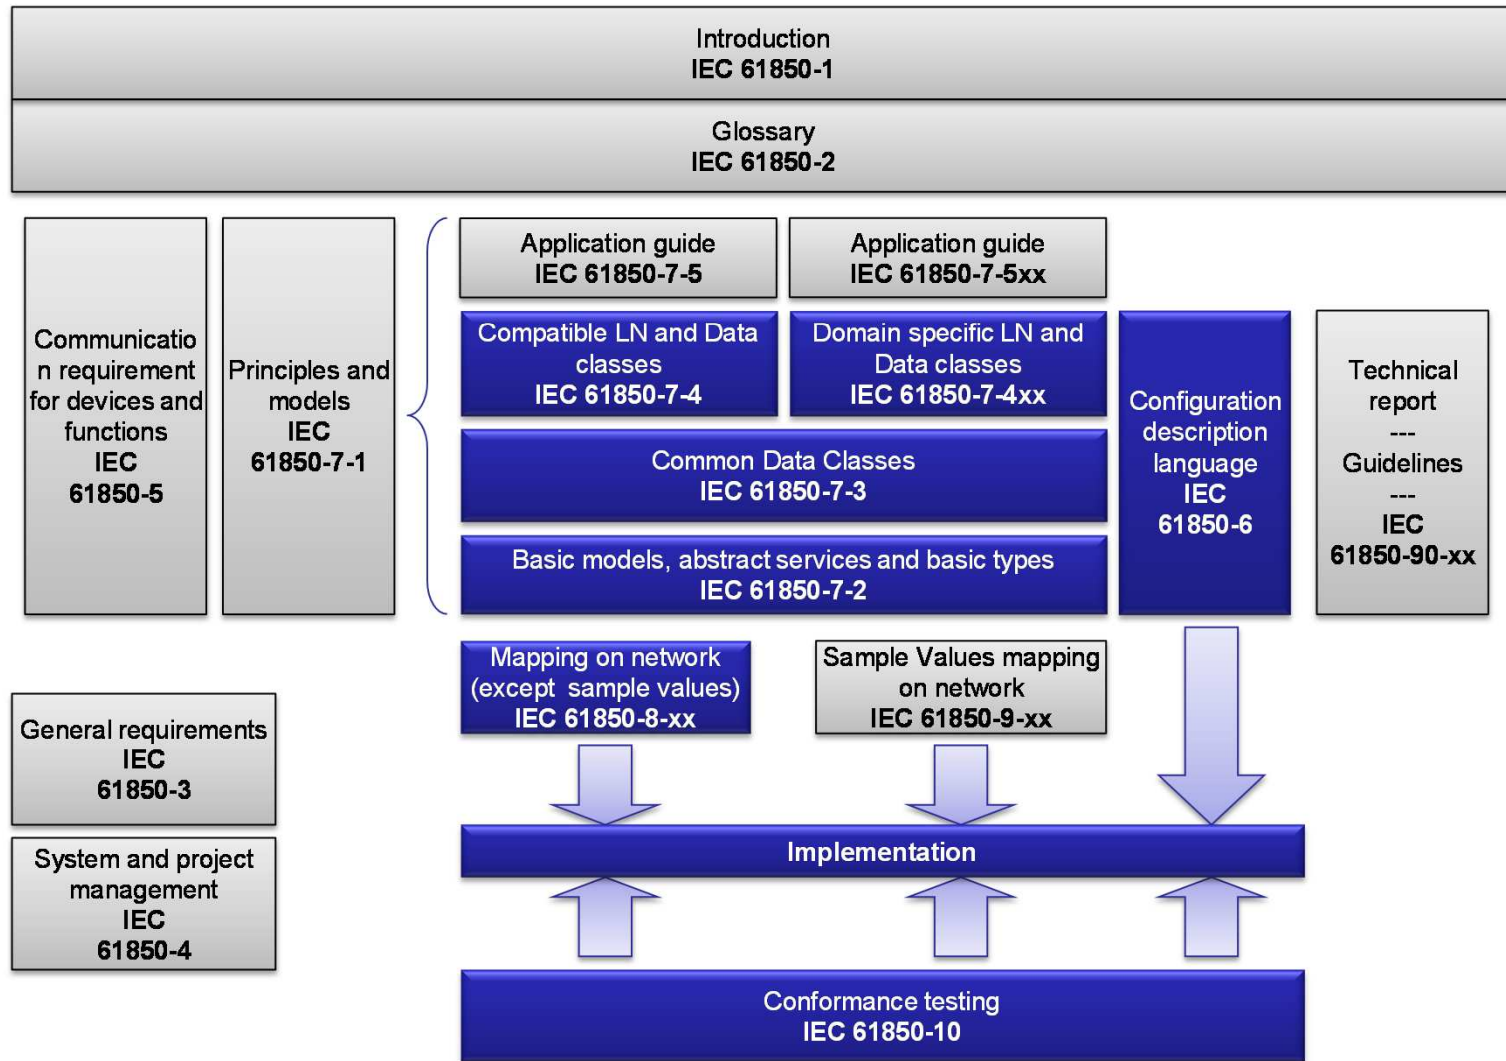 Introduction
IEC 61850-1
Glossary
IEC 61850-2
Communicatio
n requirement
for devices and
functions
IEC
61850-5
Principles and
models
IEC
61850-7-1
Application guide
IEC 61850-7-5
Application guide
IEC 61850-7-5xx
Compatible LN and Data
classes
IEC 61850-7-4
Domain specific LN and
Data classes
IEC 61850-7-4xx
Common Data Classes
IEC 61850-7-3
Basic models, abstract services and basic types
IEC 61850-7-2
Configuration
description
language
IEC
61850-6
Technical
report
---
Guidelines
---
IEC
61850-90-xx
Mapping on network
(except sample values)
IEC 61850-8-xx
Sample Values mapping
on network
IEC 61850-9-xx
General requirements
IEC
61850-3
System and project
management
IEC
61850-4
Implementation
Conformance testing
IEC 61850-10